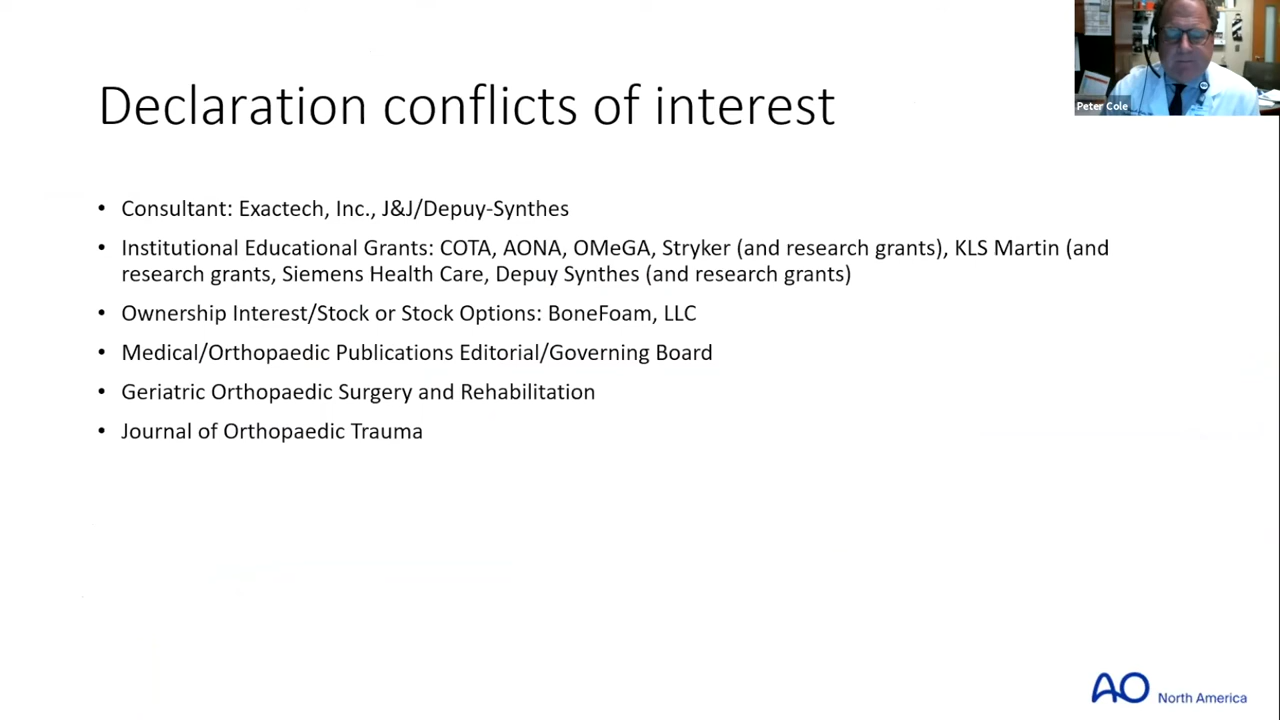 Declaration conflicts of interest
Peter Cole
• Consultant: Exactech, Inc., J&J/Depuy-Synthes
• Institutional Educational Grants: COTA, AONA, OMeGA, Stryker (and research grants), KLS Martin (and
research grants, Siemens Health Care, Depuy Synthes (and research grants)
• Ownership Interest/Stock or Stock Options: BoneFoam, LLC
• Medical/Orthopaedic Publications Editorial/Governing Board
• Geriatric Orthopaedic Surgery and Rehabilitation
• Journal of Orthopaedic Trauma
AO North America